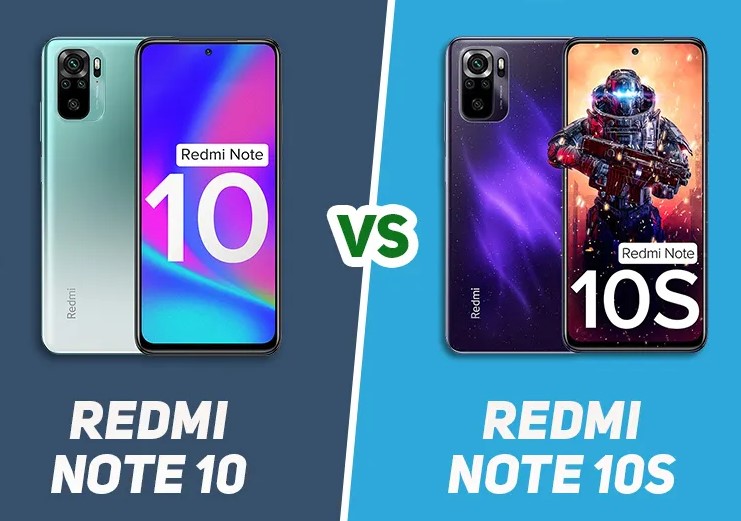 Redmi Note
10
Redmi
VS
Redmi Note
10S
Redmi
REDMI
NOTE 10
REDMI
NOTE 10S